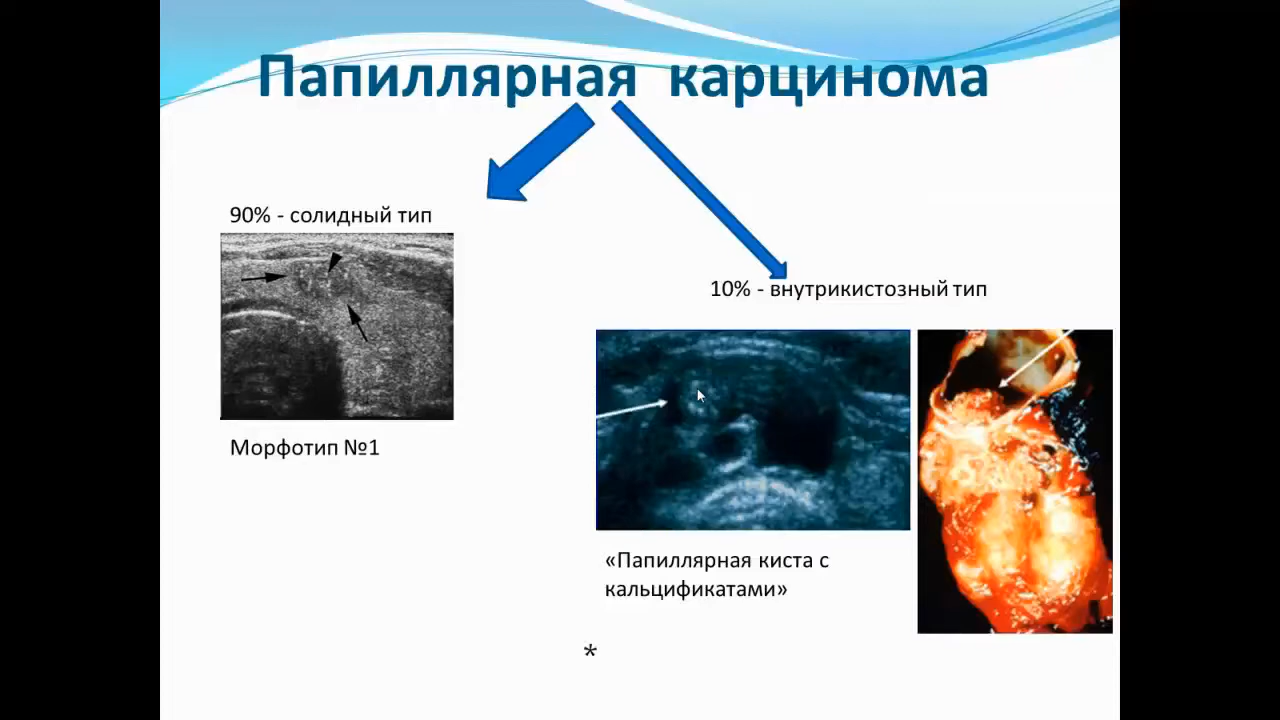 Папиллярная карцинома
90% - солидный тип
10% - внутрикистозный тип
Морфотип №1
«Папиллярная киста с
кальцификатами»
*